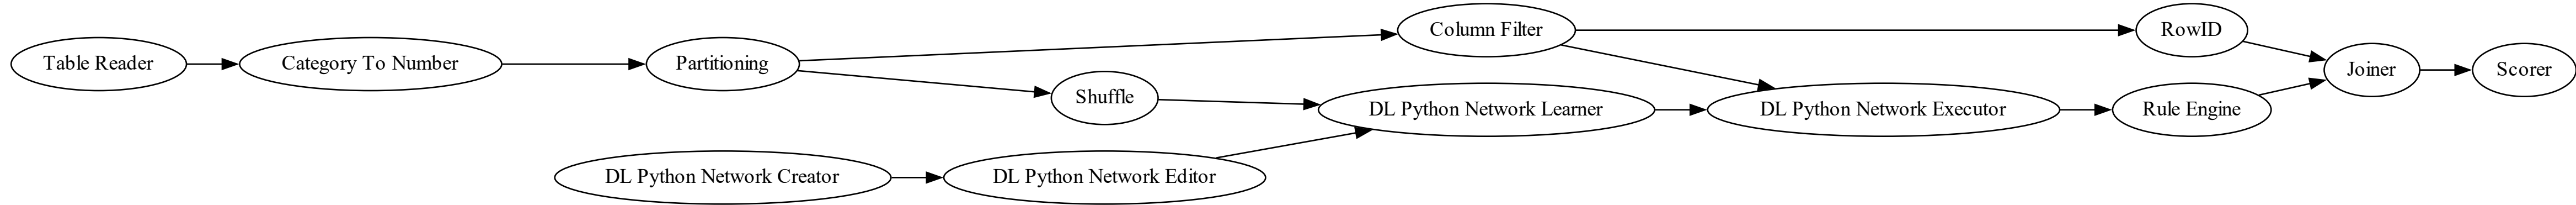 Table Reader
Category To Number
Partitioning
Column Filter
Shuffle
DL Python Network Creator
DL Python Network Editor
DL Python Network Learner
DL Python Network Executor
RowID
Rule Engine
Joiner
Scorer